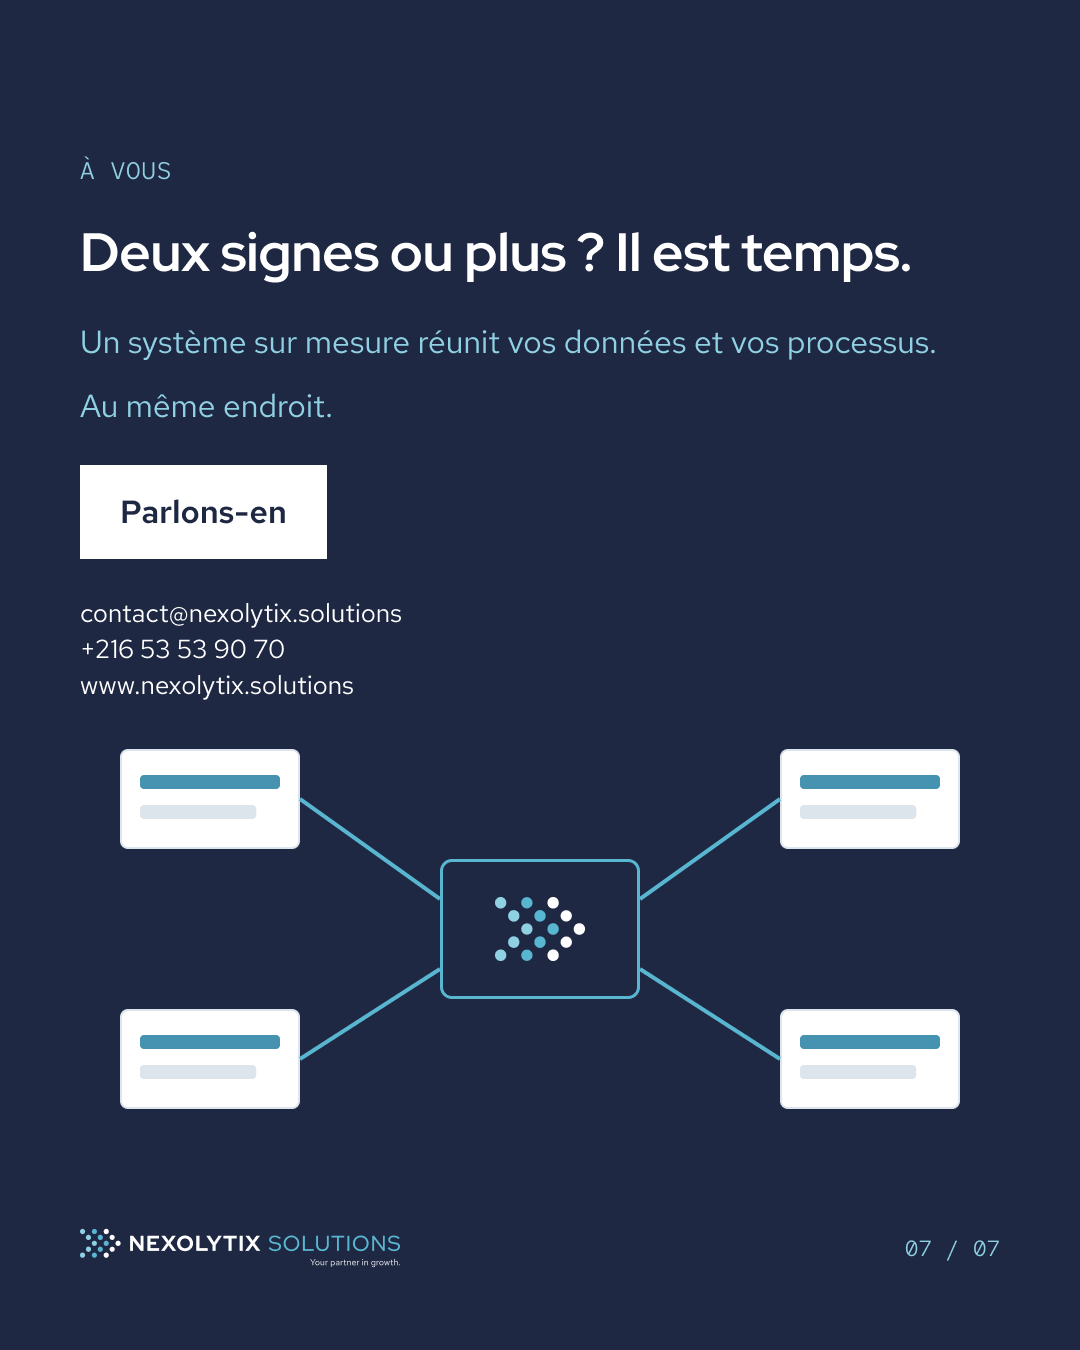 À VOUS
Deux signes ou plus ? Il est temps.
Un système sur mesure réunit vos données et vos processus.
Au même endroit.
Parlons-en
contact@nexolytix.solutions
+216 53 53 90 70
www.nexolytix.solutions
NEXOLYTIX SOLUTIONS
Your partner in growth.
07 / 07